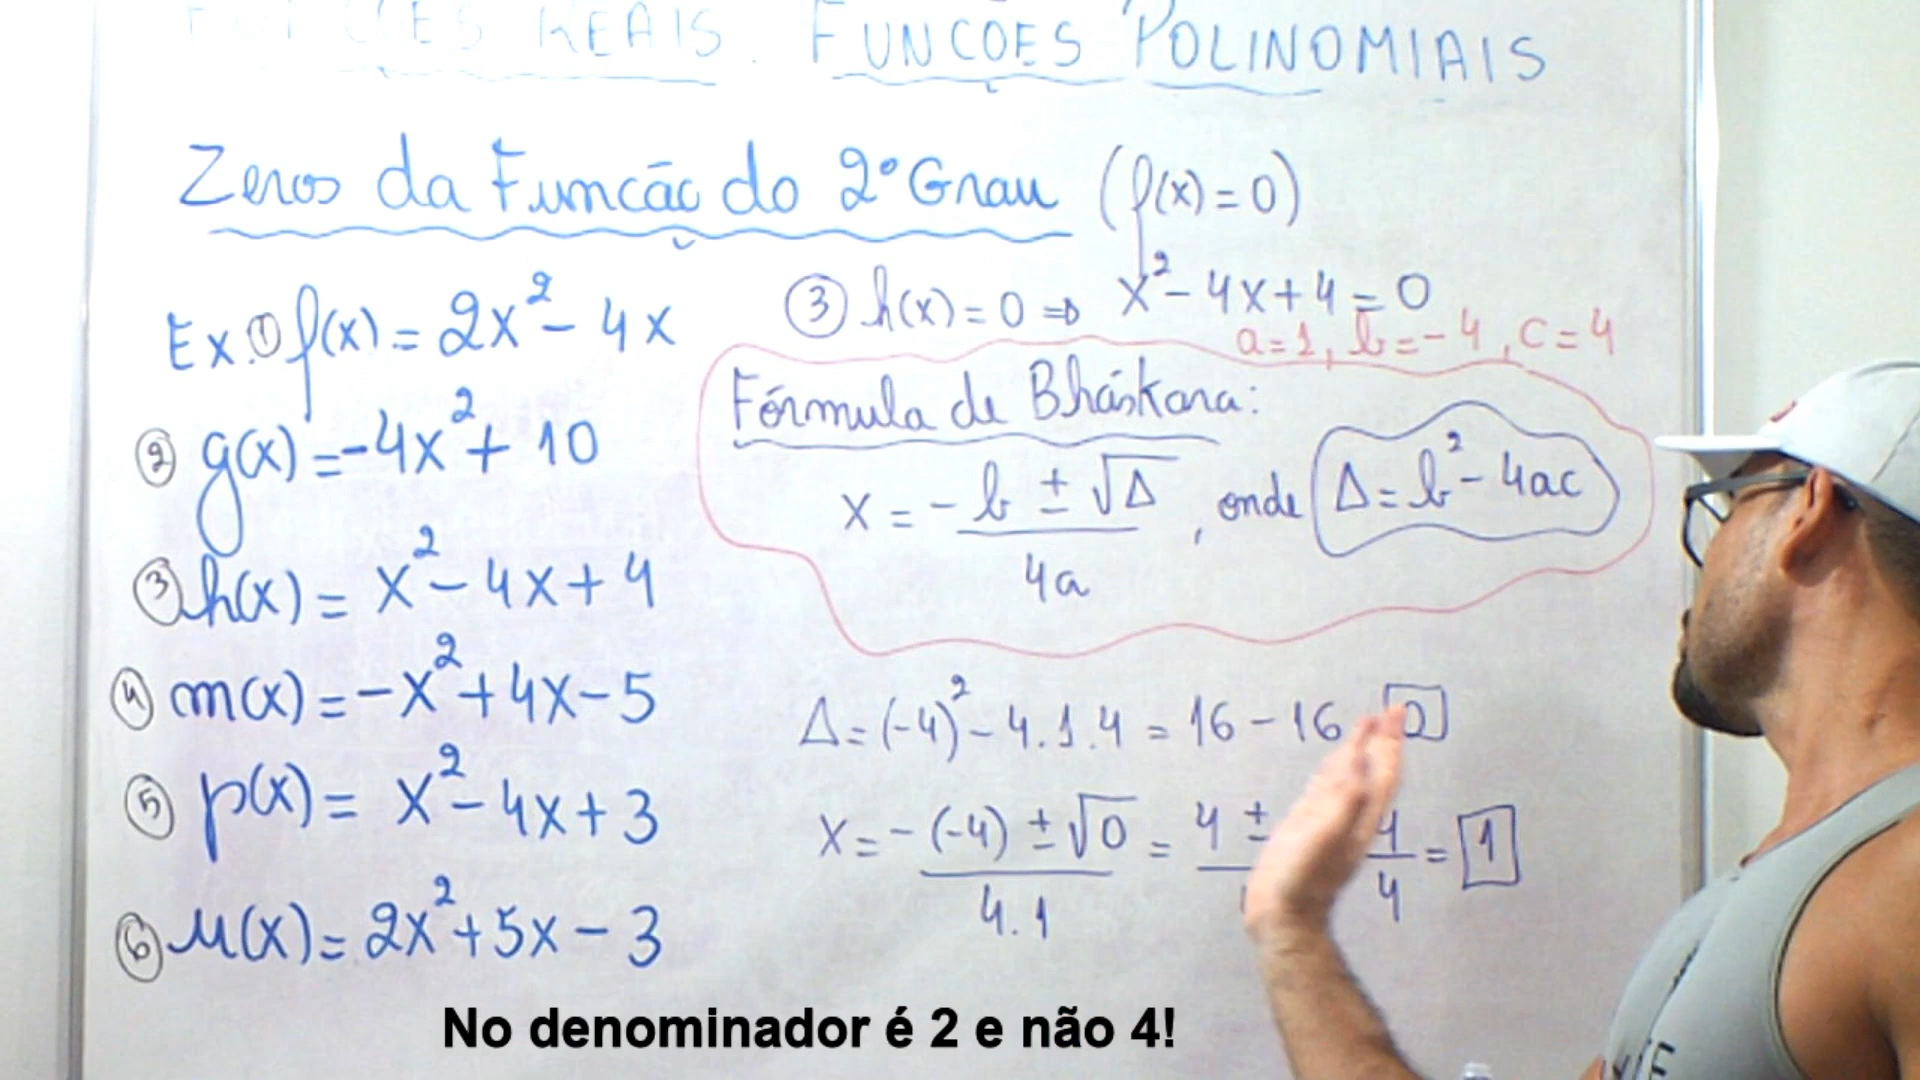 REAIS. FUNCÕES POLINOMIAIS
Zeros da Funcão do 2º Grau (f(x) = 0)
Ex.① f(x) = 2x² - 4x
② g(x) = -4x² + 10
③ h(x) = x² - 4x + 4
④ m(x) = -x² + 4x - 5
⑤ p(x) = x² - 4x + 3
⑥ u(x) = 2x² + 5x - 3
③ h(x) = 0 ⇒ x² - 4x + 4 = 0
a = 1, b = -4, c = 4
Fórmula de Bháskara:
x = (-b ± √Δ) / 4a , onde Δ = b² - 4ac
Δ = (-4)² - 4.1.4 = 16 - 16 0
x = (-(-4) ± √0) / 4.1 = 4 ± 4/4 = 1
No denominador é 2 e não 4!